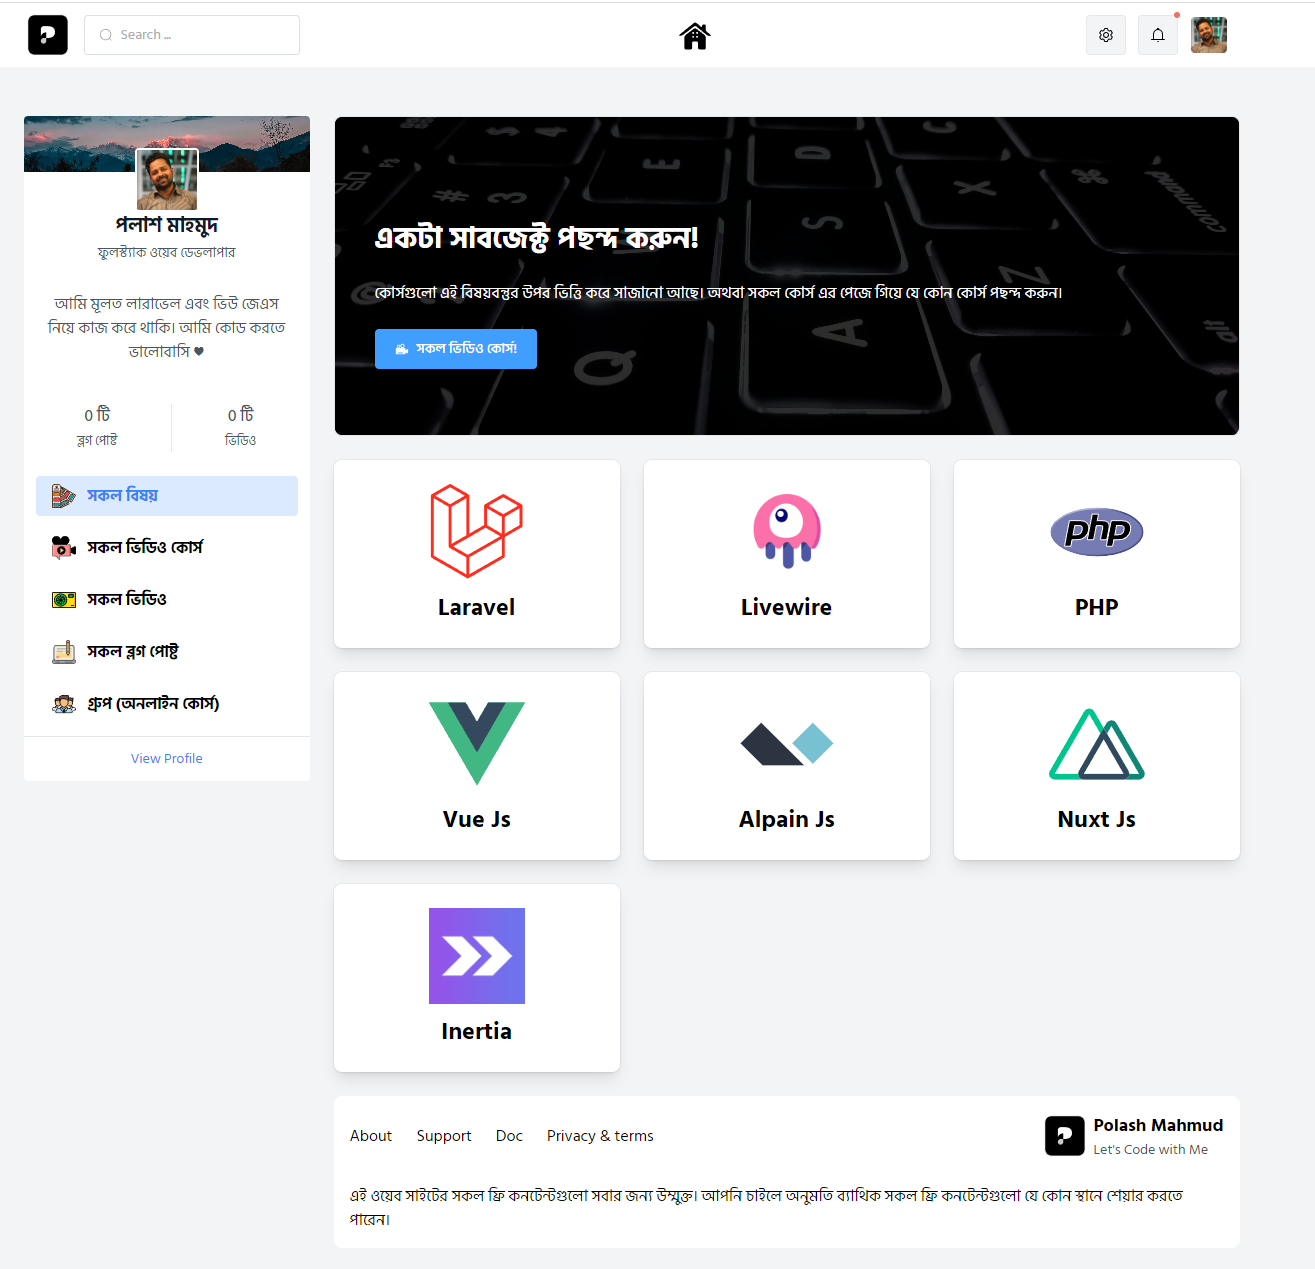 Search ...
পলাশ মাহমুদ
ফুলস্ট্যাক ওয়েব ডেভলাপার
আমি মূলত লারাভেল এবং ভিউ জেএস
নিয়ে কাজ করে থাকি। আমি কোড করতে
ভালোবাসি ♥
০ টি
ব্লগ পোষ্ট
০ টি
ভিডিও
সকল বিষয়
সকল ভিডিও কোর্স
সকল ভিডিও
সকল ব্লগ পোষ্ট
গ্রুপ (অনলাইন কোর্স)
View Profile
একটা সাবজেক্ট পছন্দ করুন!
কোর্সগুলো এই বিষয়বস্তুর উপর ভিত্তি করে সাজানো আছে। অথবা সকল কোর্স এর পেজে গিয়ে যে কোন কোর্স পছন্দ করুন।
সকল ভিডিও কোর্স!
Laravel
Livewire
php
PHP
Vue Js
Alpain Js
Nuxt Js
Inertia
About
Support
Doc
Privacy & terms
Polash Mahmud
Let's Code with Me
এই ওয়েব সাইটের সকল ফ্রি কনটেন্টগুলো সবার জন্য উম্মুক্ত। আপনি চাইলে অনুমতি ব্যাথিক সকল ফ্রি কনটেন্টগুলো যে কোন স্থানে শেয়ার করতে
পারেন।